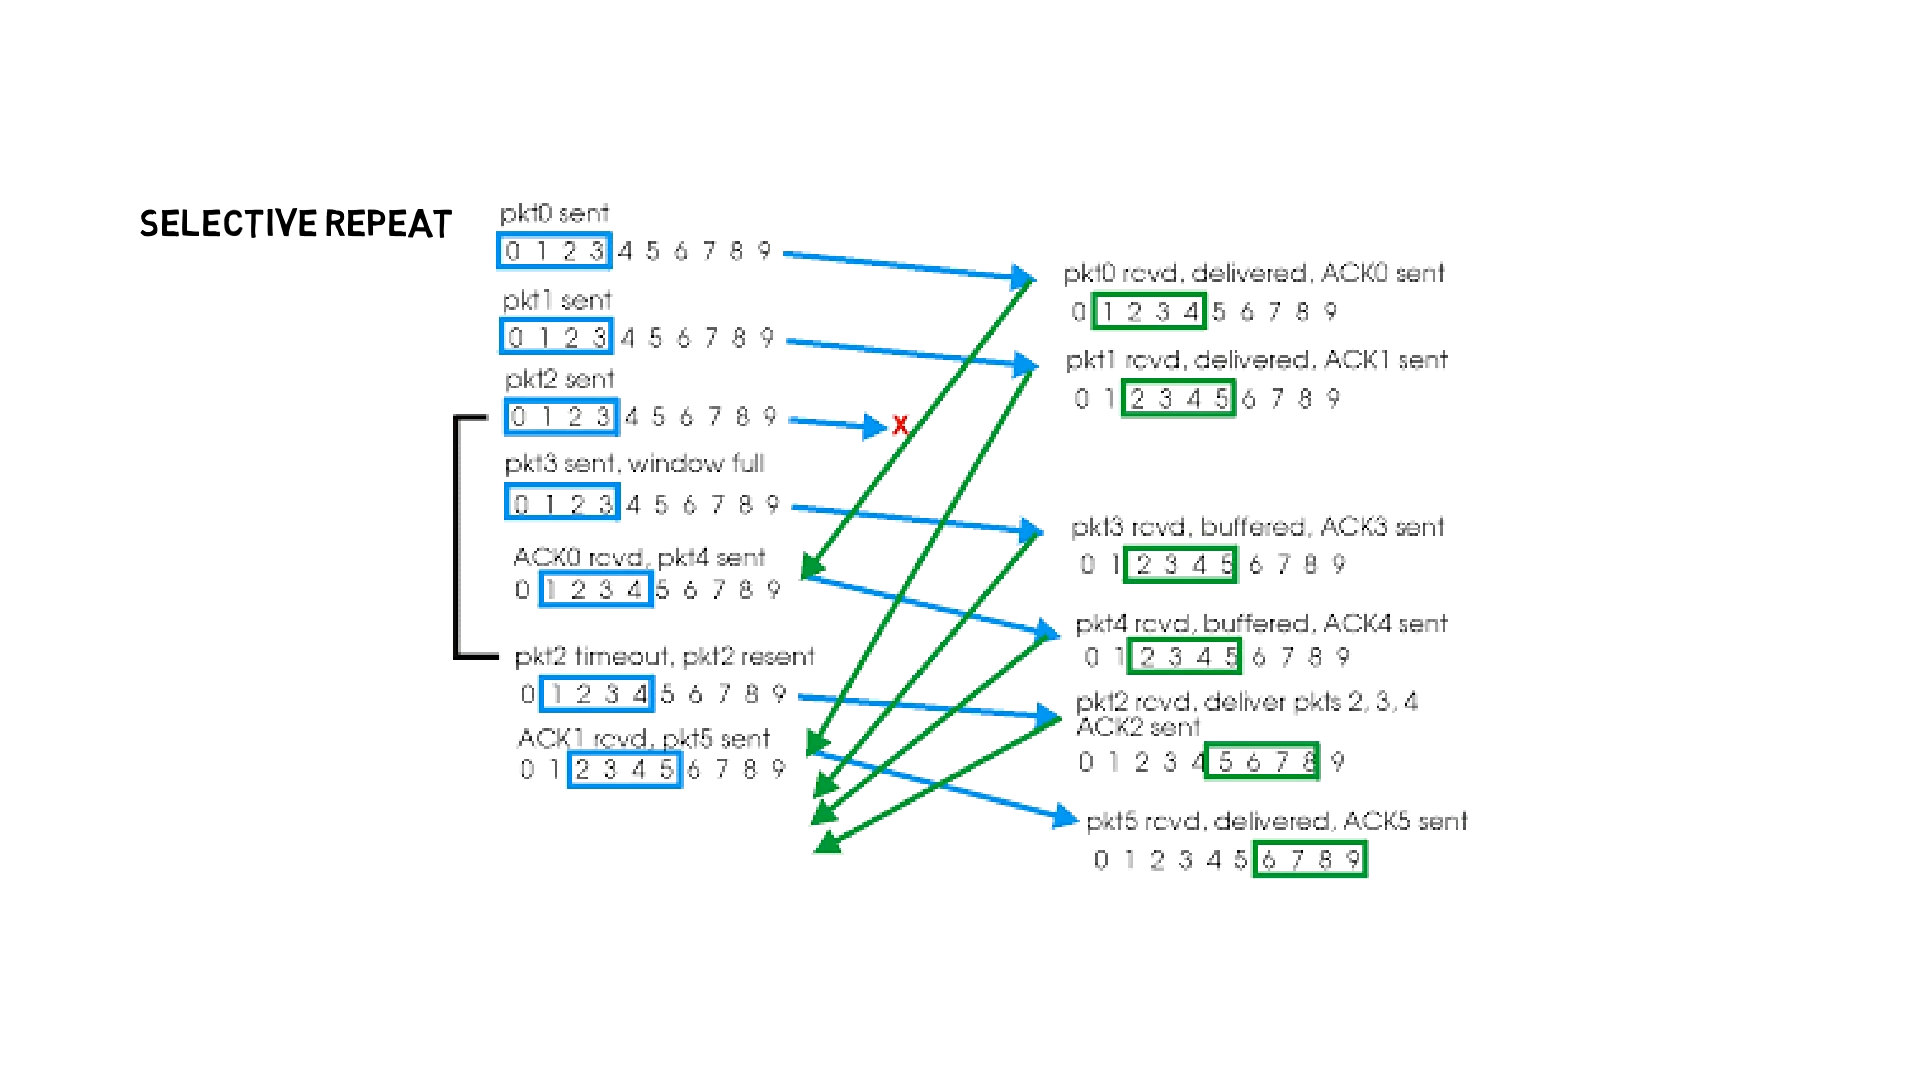 SELECTIVE REPEAT
pkt0 sent
0 1 2 3 4 5 6 7 8 9
pkt1 sent
0 1 2 3 4 5 6 7 8 9
pkt2 sent
0 1 2 3 4 5 6 7 8 9
X
pkt3 sent, window full
0 1 2 3 4 5 6 7 8 9
ACK0 rcvd, pkt4 sent
0 1 2 3 4 5 6 7 8 9
pkt2 timeout, pkt2 resent
0 1 2 3 4 5 6 7 8 9
ACK1 rcvd, pkt5 sent
0 1 2 3 4 5 6 7 8 9
pkt0 rcvd, delivered, ACK0 sent
0 1 2 3 4 5 6 7 8 9
pkt1 rcvd, delivered, ACK1 sent
0 1 2 3 4 5 6 7 8 9
pkt3 rcvd, buffered, ACK3 sent
0 1 2 3 4 5 6 7 8 9
pkt4 rcvd, buffered, ACK4 sent
0 1 2 3 4 5 6 7 8 9
pkt2 rcvd, deliver pkts 2, 3, 4
ACK2 sent
0 1 2 3 4 5 6 7 8 9
pkt5 rcvd, delivered, ACK5 sent
0 1 2 3 4 5 6 7 8 9